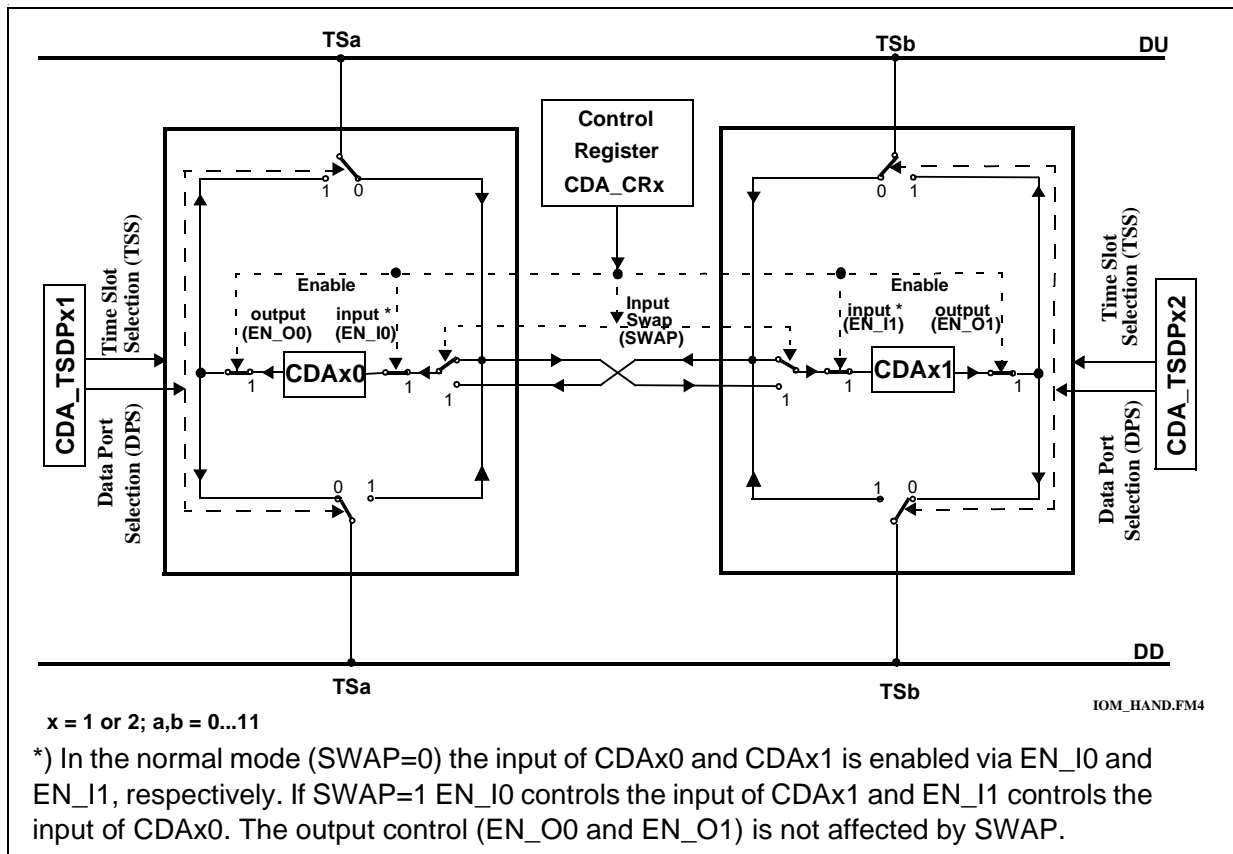 TSa
TSb
DU
Control
Register
CDA_CRx
1
0
0
1
Time Slot
Selection (TSS)
Data Port
Selection (DPS)
CDA_TSDPx1
Enable
output
(EN_O0)
input *
(EN_I0)
Input
Swap
(SWAP)
Enable
input *
(EN_I1)
output
(EN_O1)
1
CDAx0
1
1
1
1
CDAx1
1
Time Slot
Selection (TSS)
Data Port
Selection (DPS)
CDA_TSDPx2
0
1
1
0
DD
TSa
TSb
IOM_HAND.FM4
x = 1 or 2; a,b = 0...11
*) In the normal mode (SWAP=0) the input of CDAx0 and CDAx1 is enabled via EN_I0 and
EN_I1, respectively. If SWAP=1 EN_I0 controls the input of CDAx1 and EN_I1 controls the
input of CDAx0. The output control (EN_O0 and EN_O1) is not affected by SWAP.